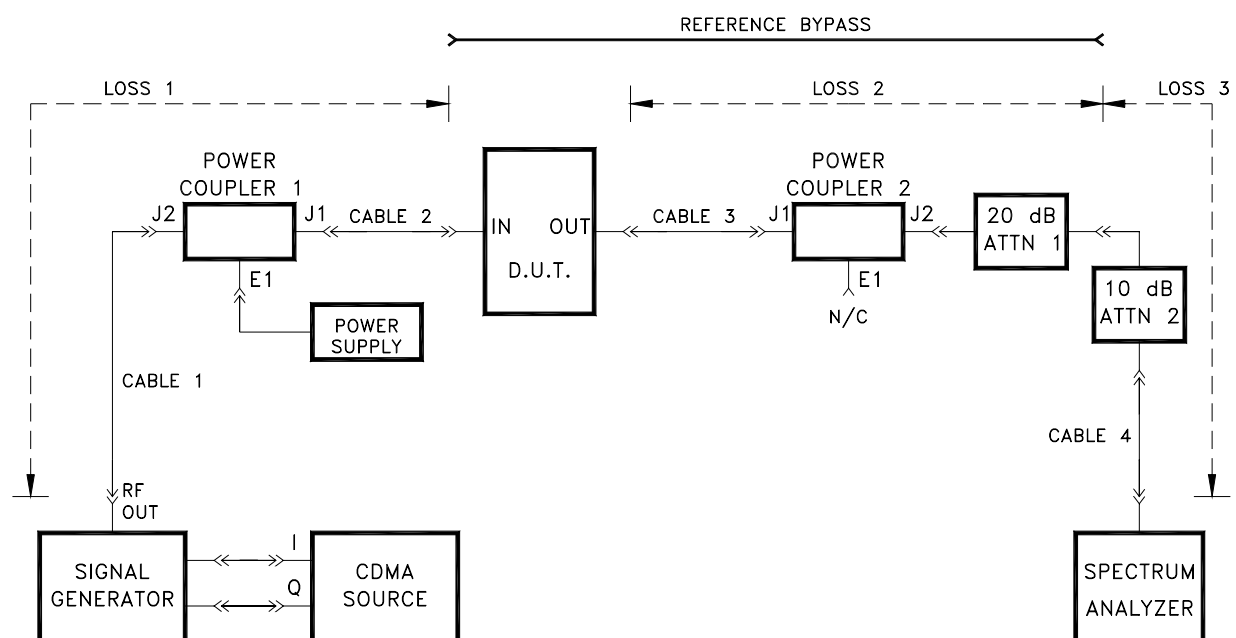 REFERENCE BYPASS
LOSS 1
LOSS 2
LOSS 3
POWER
COUPLER 1
J2
J1
CABLE 2
IN
OUT
D.U.T.
CABLE 3
POWER
COUPLER 2
J1
J2
20 dB
ATTN 1
E1
E1
N/C
10 dB
ATTN 2
POWER
SUPPLY
CABLE 1
CABLE 4
RF
OUT
I
Q
SIGNAL
GENERATOR
CDMA
SOURCE
SPECTRUM
ANALYZER